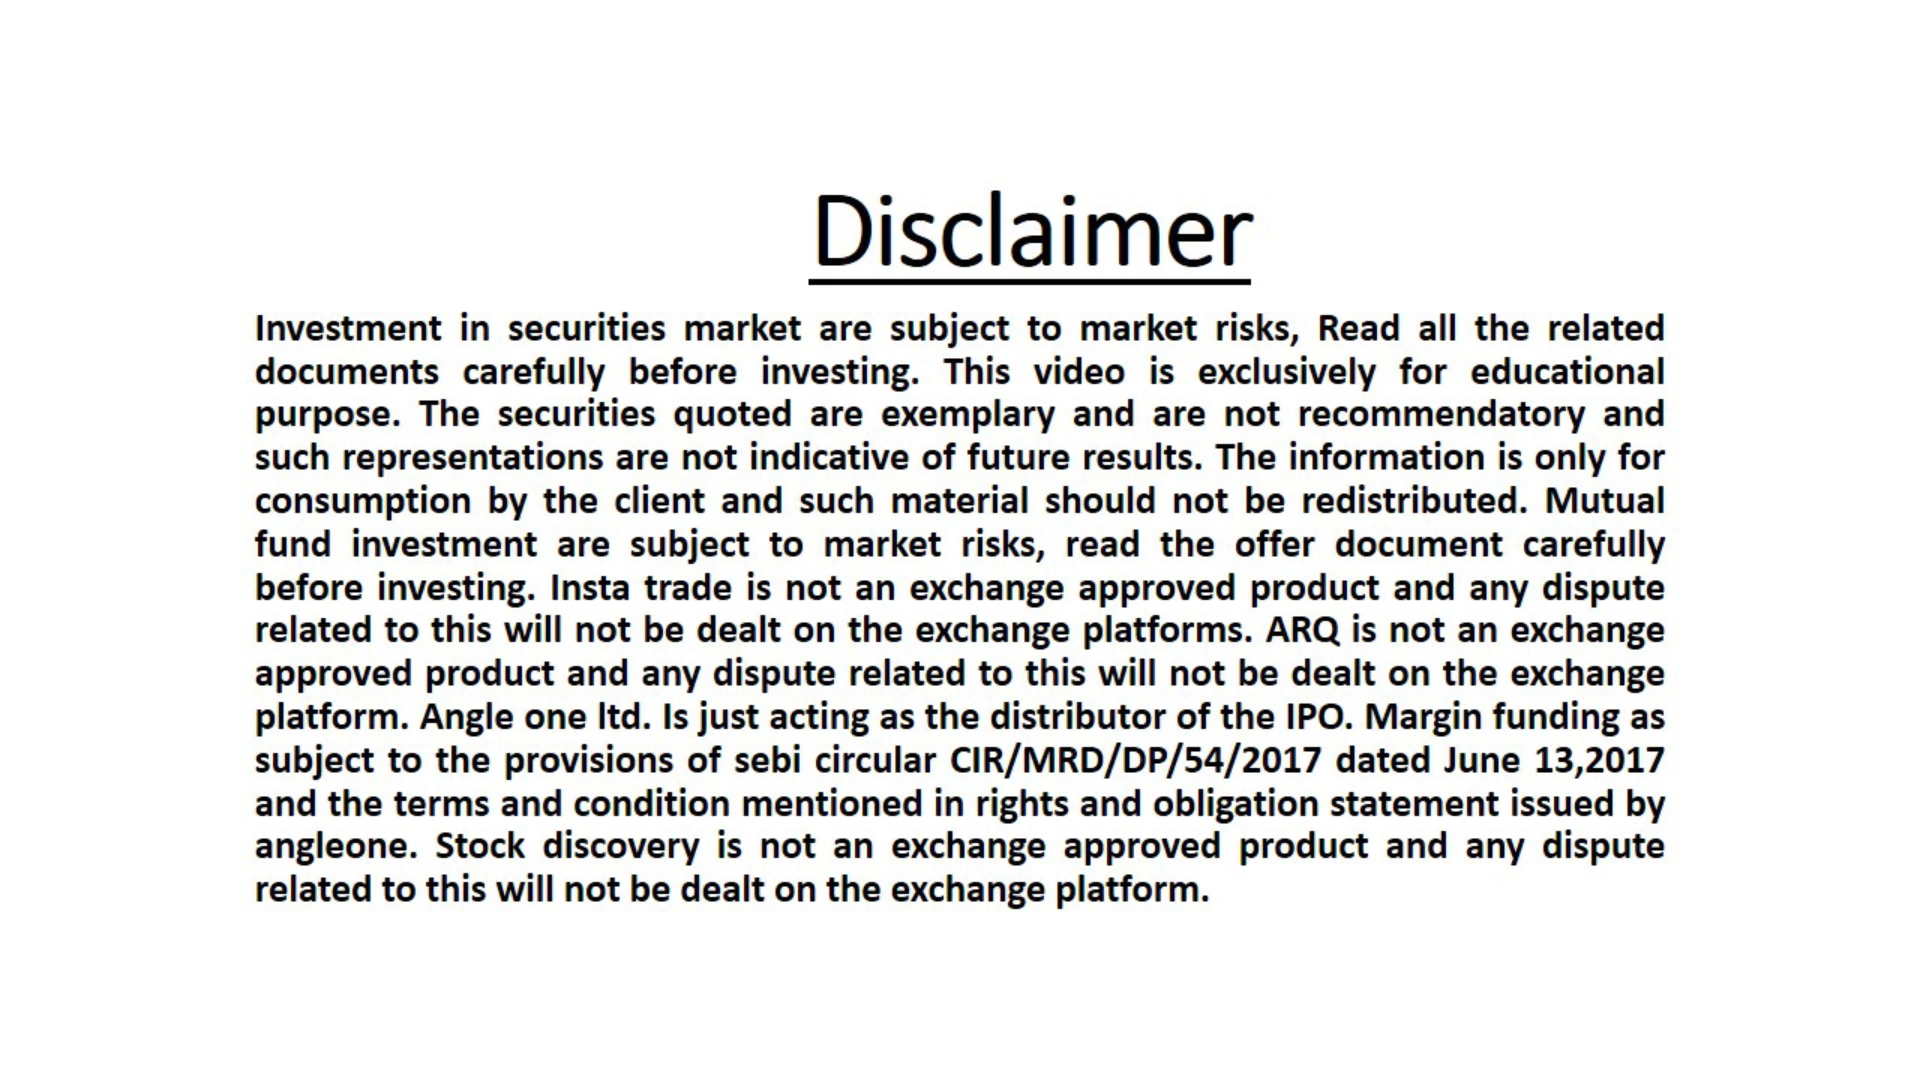 Disclaimer
Investment in securities market are subject to market risks, Read all the related
documents carefully before investing. This video is exclusively for educational
purpose. The securities quoted are exemplary and are not recommendatory and
such representations are not indicative of future results. The information is only for
consumption by the client and such material should not be redistributed. Mutual
fund investment are subject to market risks, read the offer document carefully
before investing. Insta trade is not an exchange approved product and any dispute
related to this will not be dealt on the exchange platforms. ARQ is not an exchange
approved product and any dispute related to this will not be dealt on the exchange
platform. Angle one ltd. Is just acting as the distributor of the IPO. Margin funding as
subject to the provisions of sebi circular CIR/MRD/DP/54/2017 dated June 13,2017
and the terms and condition mentioned in rights and obligation statement issued by
angleone. Stock discovery is not an exchange approved product and any dispute
related to this will not be dealt on the exchange platform.